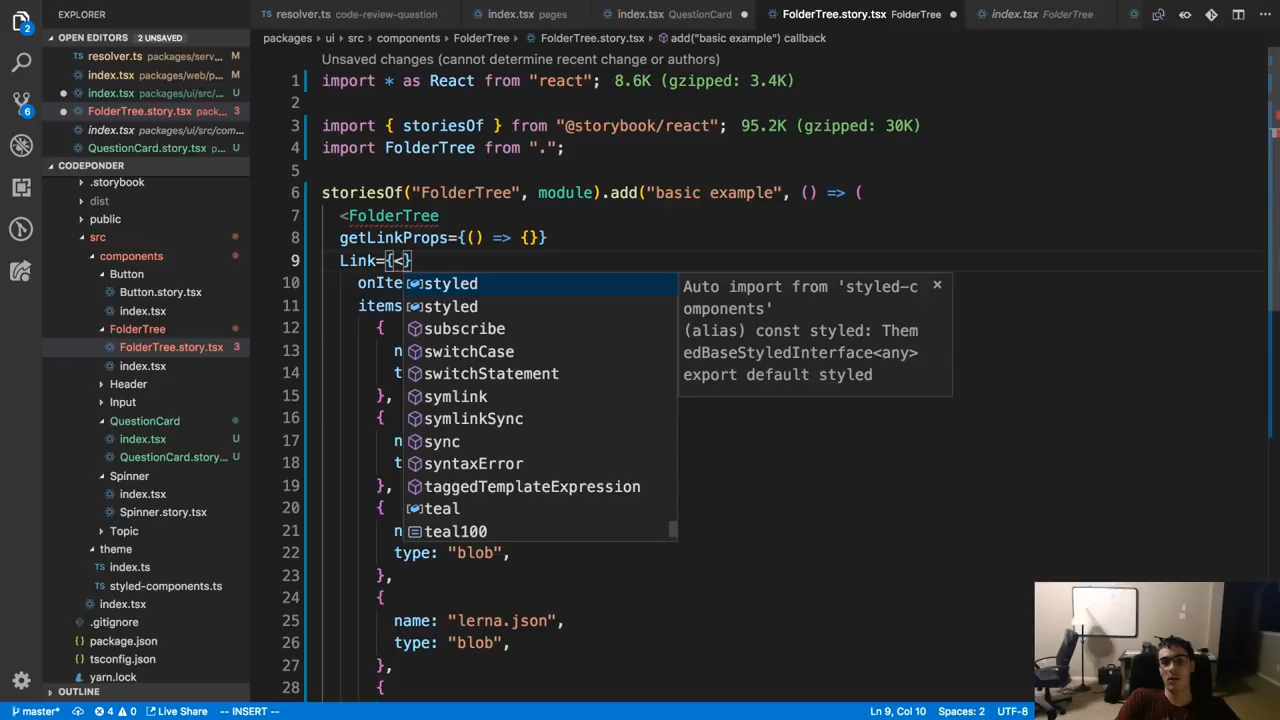 EXPLORER
resolver.ts code-review-question
index.tsx pages
index.tsx QuestionCard
FolderTree.story.tsx FolderTree
index.tsx FolderTree
OPEN EDITORS 2 UNSAVED
resolver.ts packages/serv... M
index.tsx packages/web/p... M
index.tsx packages/ui/src/... U
FolderTree.story.tsx pack... 3
index.tsx packages/ui/src/com...
QuestionCard.story.tsx p... U
CODEPONDER
.storybook
dist
public
src
components
Button
Button.story.tsx
index.tsx
FolderTree
FolderTree.story.tsx 3
index.tsx
Header
Input
QuestionCard
index.tsx U
QuestionCard.story... U
Spinner
index.tsx
Spinner.story.tsx
Topic
theme
index.ts
styled-components.ts
index.tsx
.gitignore
package.json
tsconfig.json
yarn.lock
OUTLINE
2
6
packages ▸ ui ▸ src ▸ components ▸ FolderTree ▸ FolderTree.story.tsx ▸ add("basic example") callback
Unsaved changes (cannot determine recent change or authors)
1 import * as React from "react"; 8.6K (gzipped: 3.4K)
2
3 import { storiesOf } from "@storybook/react"; 95.2K (gzipped: 30K)
4 import FolderTree from ".";
5
6 storiesOf("FolderTree", module).add("basic example", () => (
7 <FolderTree
8 getLinkProps={() => {}}
9 Link={<}
10 onIte
11 items
12 {
13 n
14 t
15 },
16 {
17 n
18 t
19 },
20 {
21 n
22 type: "blob",
23 },
24 {
25 name: "lerna.json",
26 type: "blob",
27 },
28 {
styled
styled
subscribe
switchCase
switchStatement
symlink
symlinkSync
sync
syntaxError
taggedTemplateExpression
teal
teal100
Auto import from 'styled-c
omponents'
(alias) const styled: Them
edBaseStyledInterface<any>
export default styled
master* 4 0 Live Share -- INSERT -- Ln 9, Col 10 Spaces: 2 UTF-8